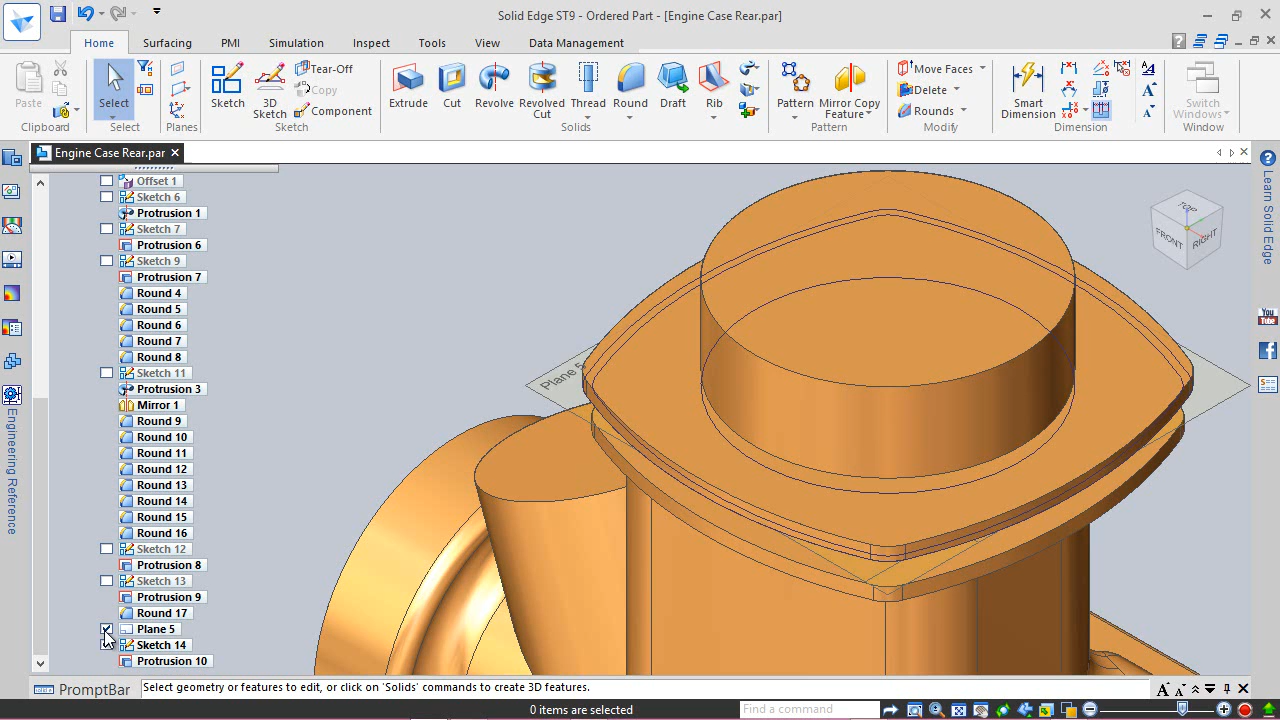 Solid Edge ST9 - Ordered Part - [Engine Case Rear.par]
Home Surfacing PMI Simulation Inspect Tools View Data Management
Paste
Select
Sketch
3D Sketch
Tear-Off
Copy
Component
Extrude
Cut
Revolve
Revolved Cut
Thread
Round
Draft
Rib
Pattern
Mirror Copy Feature
Move Faces
Delete
Rounds
Smart Dimension
Switch Windows
Clipboard Select Planes Sketch Solids Pattern Modify Dimension Window
Engine Case Rear.par
Offset 1
Sketch 6
Protrusion 1
Sketch 7
Protrusion 6
Sketch 9
Protrusion 7
Round 4
Round 5
Round 6
Round 7
Round 8
Sketch 11
Protrusion 3
Mirror 1
Round 9
Round 10
Round 11
Round 12
Round 13
Round 14
Round 15
Round 16
Sketch 12
Protrusion 8
Sketch 13
Protrusion 9
Round 17
Plane 5
Sketch 14
Protrusion 10
Engineering Reference
Plane 5
TOP
FRONT
RIGHT
Learn Solid Edge
You Tube
PromptBar
Select geometry or features to edit, or click on 'Solids' commands to create 3D features.
0 items are selected
Find a command